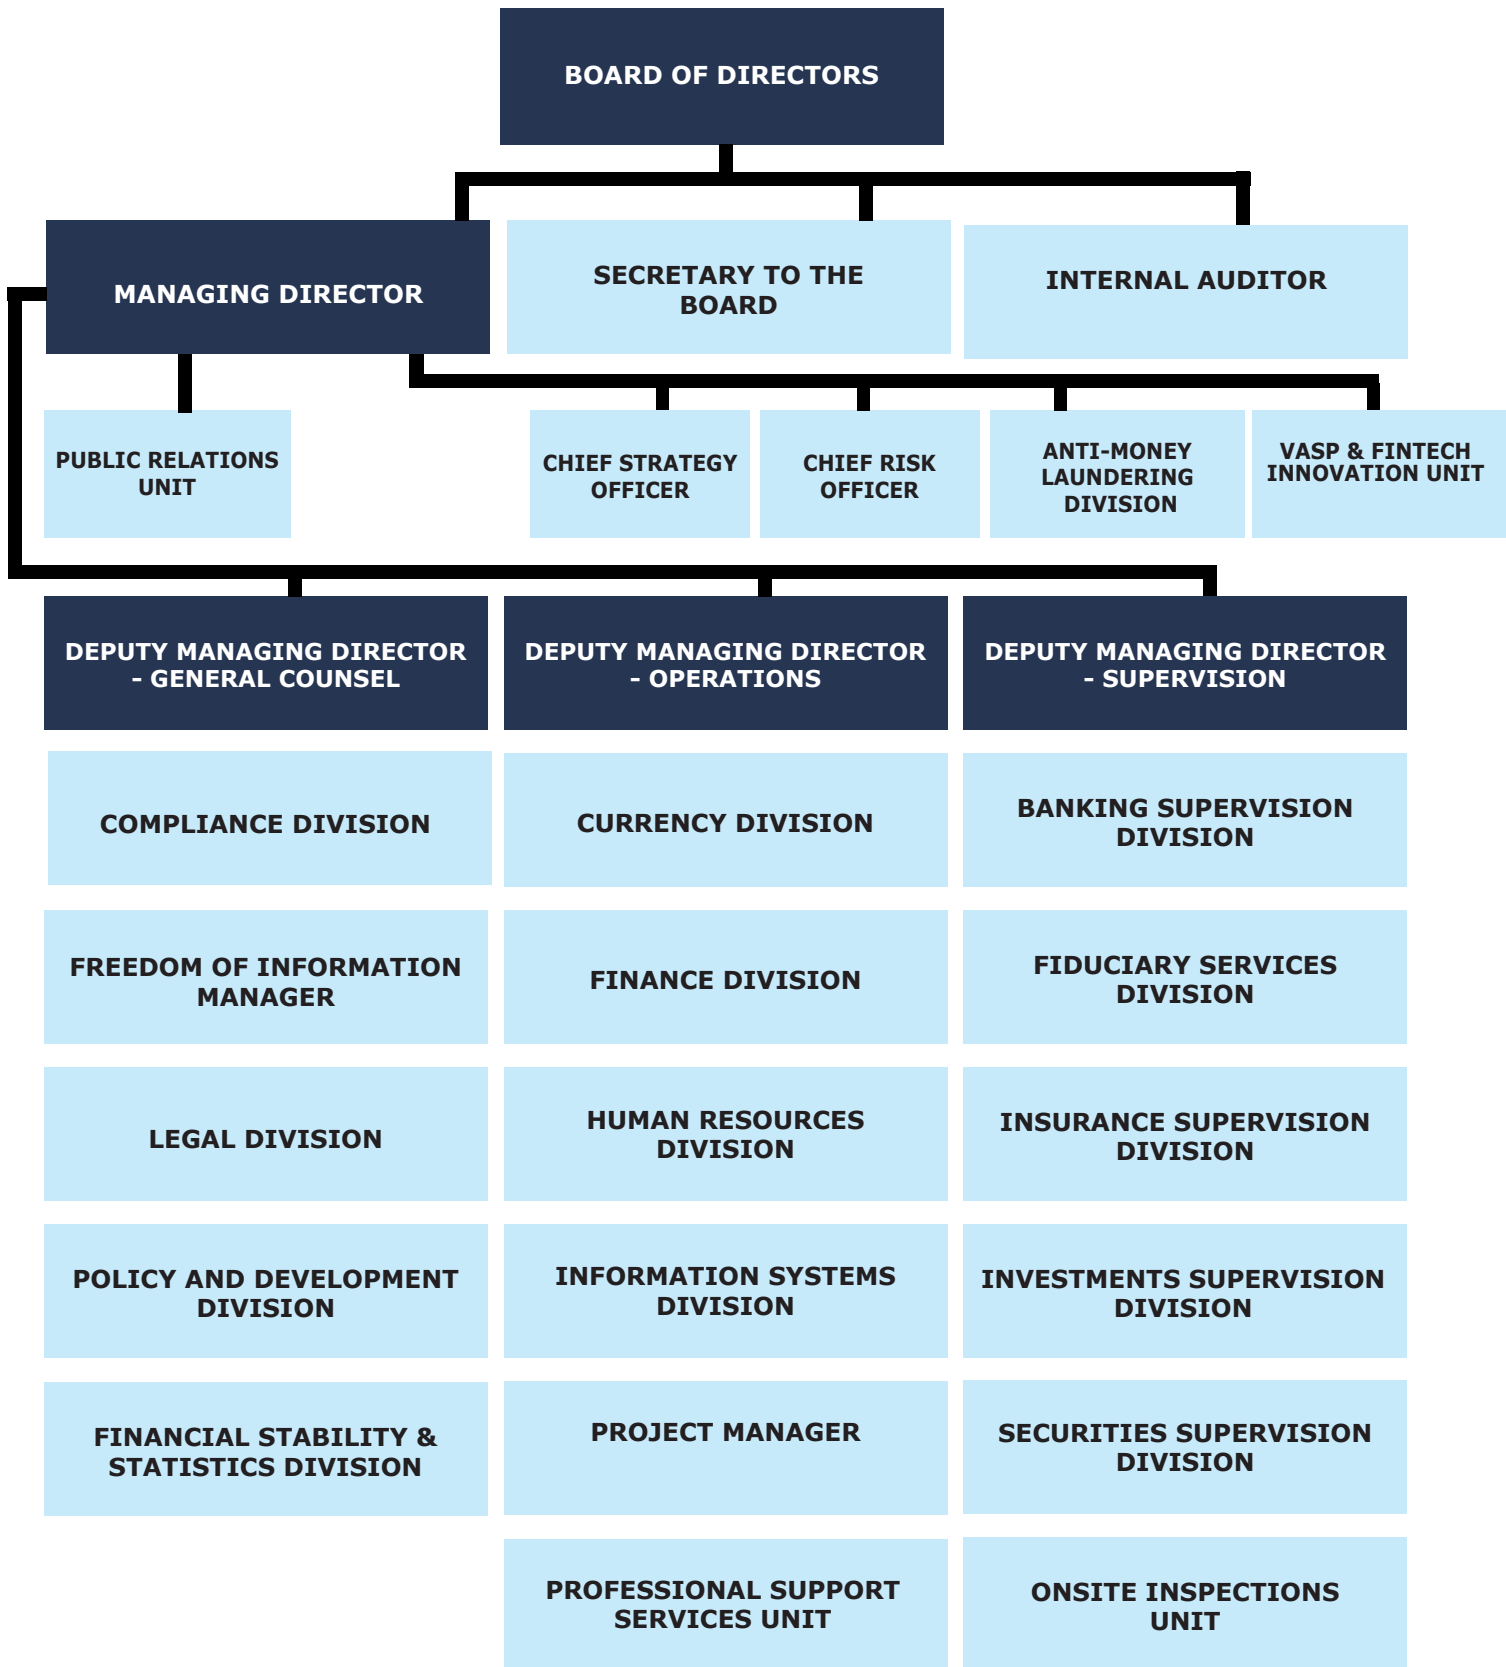 BOARD OF DIRECTORS
MANAGING DIRECTOR
SECRETARY TO THE
BOARD
INTERNAL AUDITOR
PUBLIC RELATIONS
UNIT
CHIEF STRATEGY
OFFICER
CHIEF RISK
OFFICER
ANTI-MONEY
LAUNDERING
DIVISION
VASP & FINTECH
INNOVATION UNIT
DEPUTY MANAGING DIRECTOR
– GENERAL COUNSEL
DEPUTY MANAGING DIRECTOR
– OPERATIONS
DEPUTY MANAGING DIRECTOR
– SUPERVISION
COMPLIANCE DIVISION
CURRENCY DIVISION
BANKING SUPERVISION
DIVISION
FREEDOM OF INFORMATION
MANAGER
FINANCE DIVISION
FIDUCIARY SERVICES
DIVISION
LEGAL DIVISION
HUMAN RESOURCES
DIVISION
INSURANCE SUPERVISION
DIVISION
POLICY AND DEVELOPMENT
DIVISION
INFORMATION SYSTEMS
DIVISION
INVESTMENTS SUPERVISION
DIVISION
FINANCIAL STABILITY &
STATISTICS DIVISION
PROJECT MANAGER
SECURITIES SUPERVISION
DIVISION
PROFESSIONAL SUPPORT
SERVICES UNIT
ONSITE INSPECTIONS
UNIT